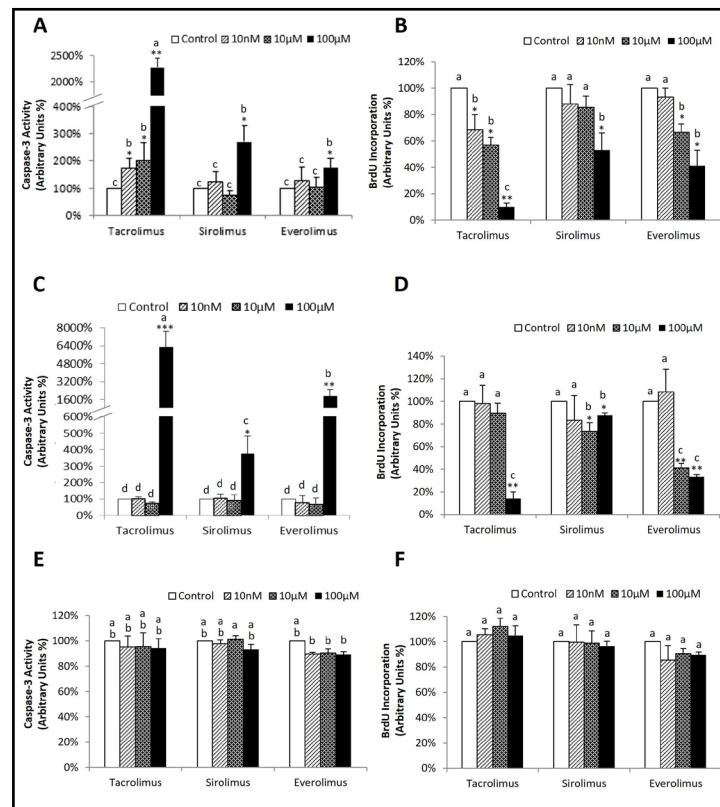 A
Control 10nM 10µM 100µM
Caspase-3 Activity
(Arbitrary Units %)
2500%
2000%
400%
300%
200%
100%
0%
c b * b * a **
c c c b *
c c c b *
Tacrolimus Sirolimus Everolimus
B
Control 10nM 10µM 100µM
BrdU Incorporation
(Arbitrary Units %)
120%
100%
80%
60%
40%
20%
0%
a b * b * c **
a a a b *
a a b * b *
Tacrolimus Sirolimus Everolimus
C
Control 10nM 10µM 100µM
Caspase-3 Activity
(Arbitrary Units %)
8000%
6400%
4800%
3200%
1600%
600%
500%
400%
300%
200%
100%
0%
d d d a ***
d d d c *
d d d b **
Tacrolimus Sirolimus Everolimus
D
Control 10nM 10µM 100µM
BrdU Incorporation
(Arbitrary Units %)
140%
120%
100%
80%
60%
40%
20%
0%
a a a c **
a a b * b *
a a c ** c **
Tacrolimus Sirolimus Everolimus
E
Control 10nM 10µM 100µM
Caspase-3 Activity
(Arbitrary Units %)
120%
100%
80%
60%
40%
20%
0%
a a a a a a a a a
b b b b b b b b b b b b
Tacrolimus Sirolimus Everolimus
F
Control 10nM 10µM 100µM
BrdU Incorporation
(Arbitrary Units %)
120%
100%
80%
60%
40%
20%
0%
a a a a
a a a a
a a a a
Tacrolimus Sirolimus Everolimus